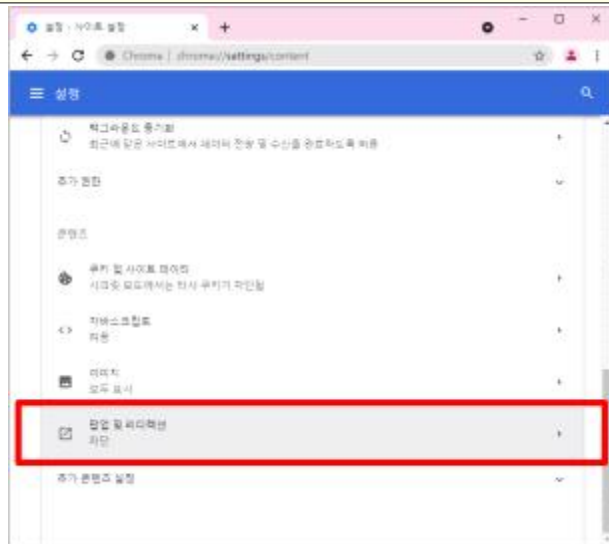 설정 - 사이트 설정
Chrome | chrome://settings/content
설정
백그라운드 동기화
최근에 닫은 사이트에서 데이터 전송 및 수신을 완료하도록 허용
추가 권한
콘텐츠
쿠키 및 사이트 데이터
시크릿 모드에서는 타사 쿠키가 차단됨
자바스크립트
허용
이미지
모두 표시
팝업 및 리디렉션
차단
추가 콘텐츠 설정